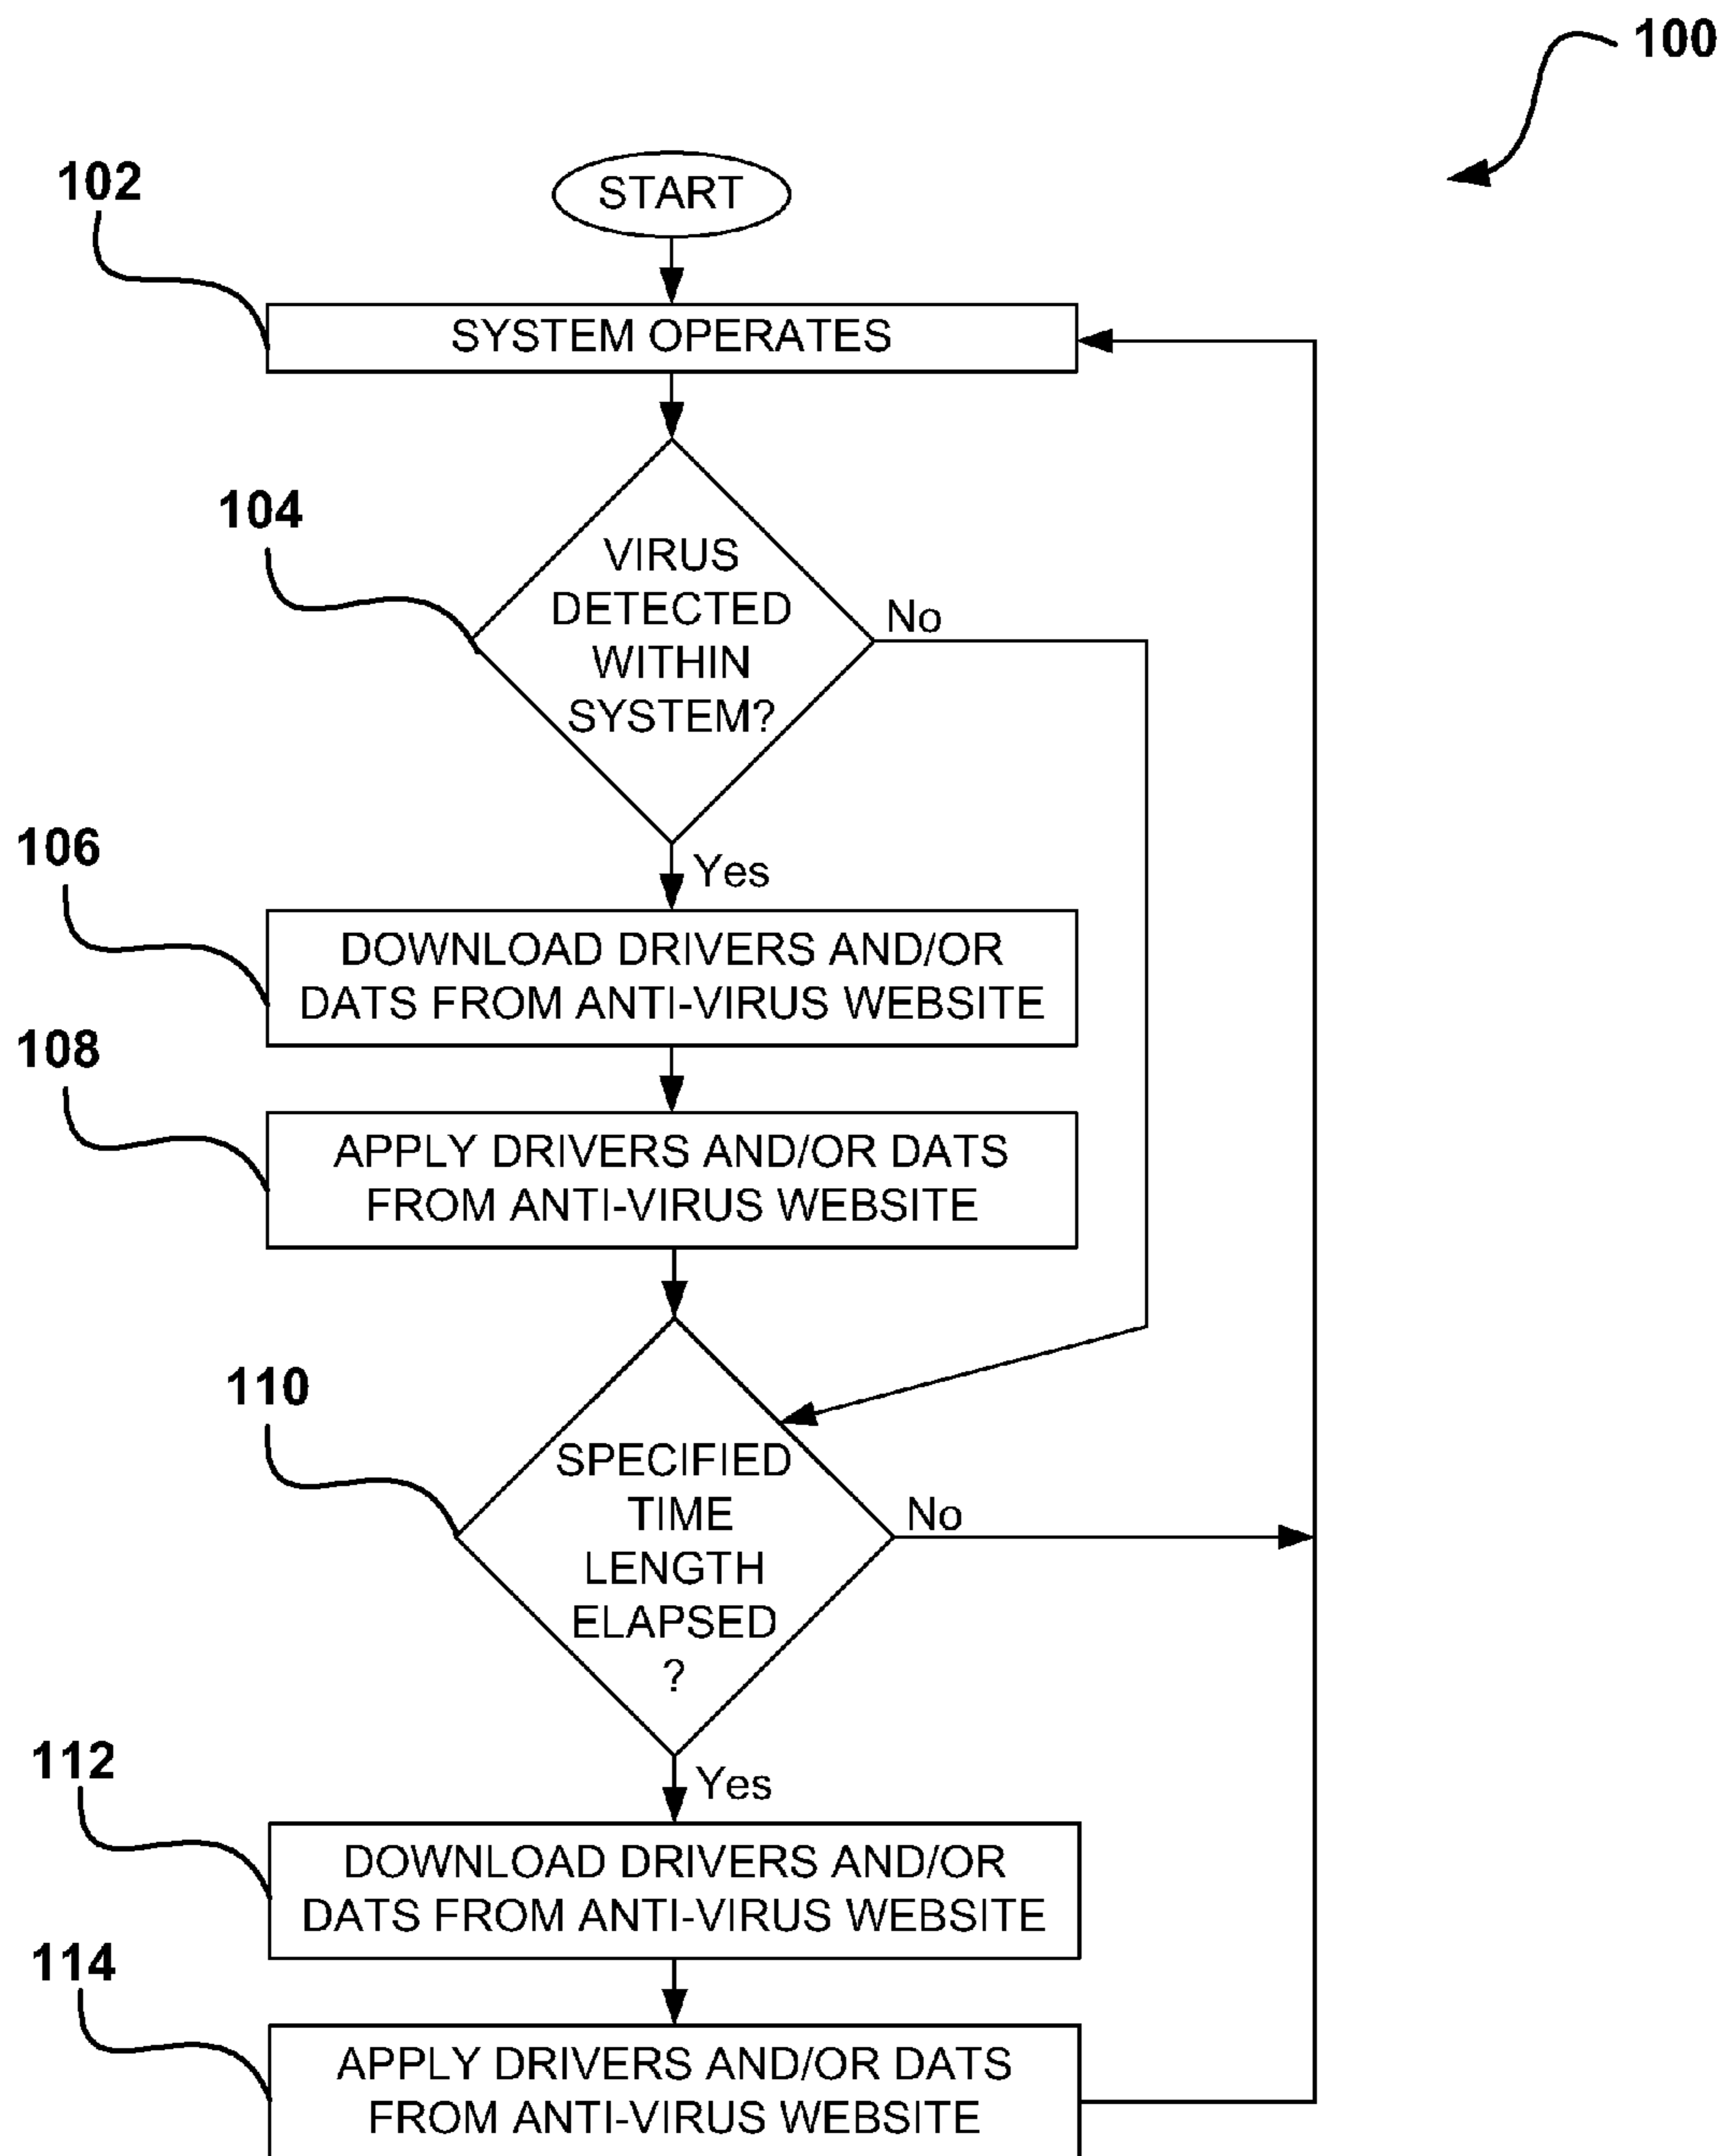 100
START
102
SYSTEM OPERATES
104
VIRUS
DETECTED
WITHIN
SYSTEM?
No
Yes
106
DOWNLOAD DRIVERS AND/OR
DATS FROM ANTI-VIRUS WEBSITE
108
APPLY DRIVERS AND/OR DATS
FROM ANTI-VIRUS WEBSITE
110
SPECIFIED
TIME
LENGTH
ELAPSED
?
No
Yes
112
DOWNLOAD DRIVERS AND/OR
DATS FROM ANTI-VIRUS WEBSITE
114
APPLY DRIVERS AND/OR DATS
FROM ANTI-VIRUS WEBSITE